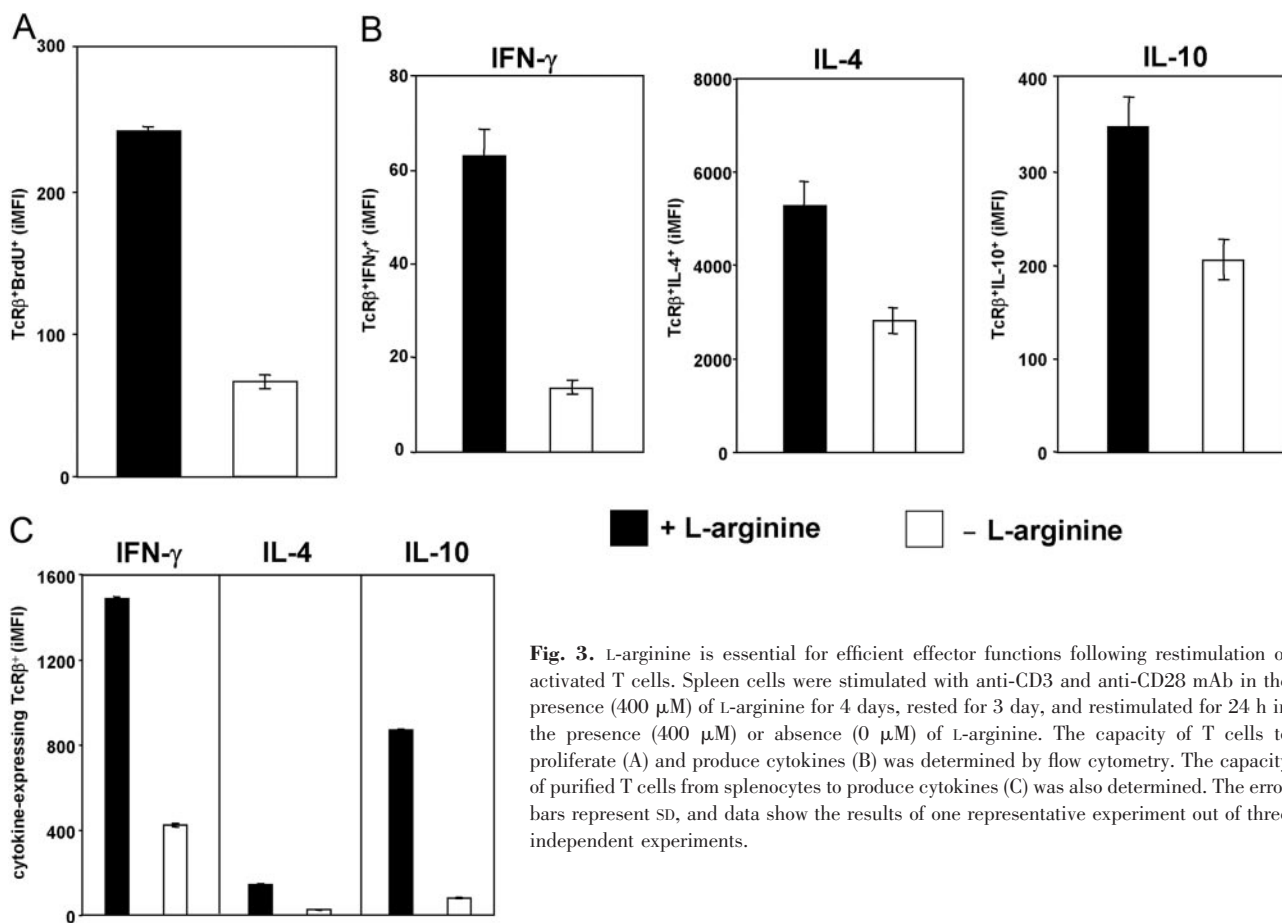 A
TcRβ⁺BrdU⁺ (iMFI)
300
200
100
0
B
IFN-γ
TcRβ⁺IFNγ⁺ (iMFI)
80
60
40
20
0
IL-4
TcRβ⁺IL-4⁺ (iMFI)
8000
6000
4000
2000
0
IL-10
TcRβ⁺IL-10⁺ (iMFI)
400
300
200
100
0
+ L-arginine
– L-arginine
C
IFN-γ
IL-4
IL-10
cytokine-expressing TcRβ⁺ (iMFI)
1600
1200
800
400
0
Fig. 3. L-arginine is essential for efficient effector functions following restimulation o
activated T cells. Spleen cells were stimulated with anti-CD3 and anti-CD28 mAb in the
presence (400 μM) of L-arginine for 4 days, rested for 3 day, and restimulated for 24 h in
the presence (400 μM) or absence (0 μM) of L-arginine. The capacity of T cells to
proliferate (A) and produce cytokines (B) was determined by flow cytometry. The capacity
of purified T cells from splenocytes to produce cytokines (C) was also determined. The erro
bars represent SD, and data show the results of one representative experiment out of three
independent experiments.